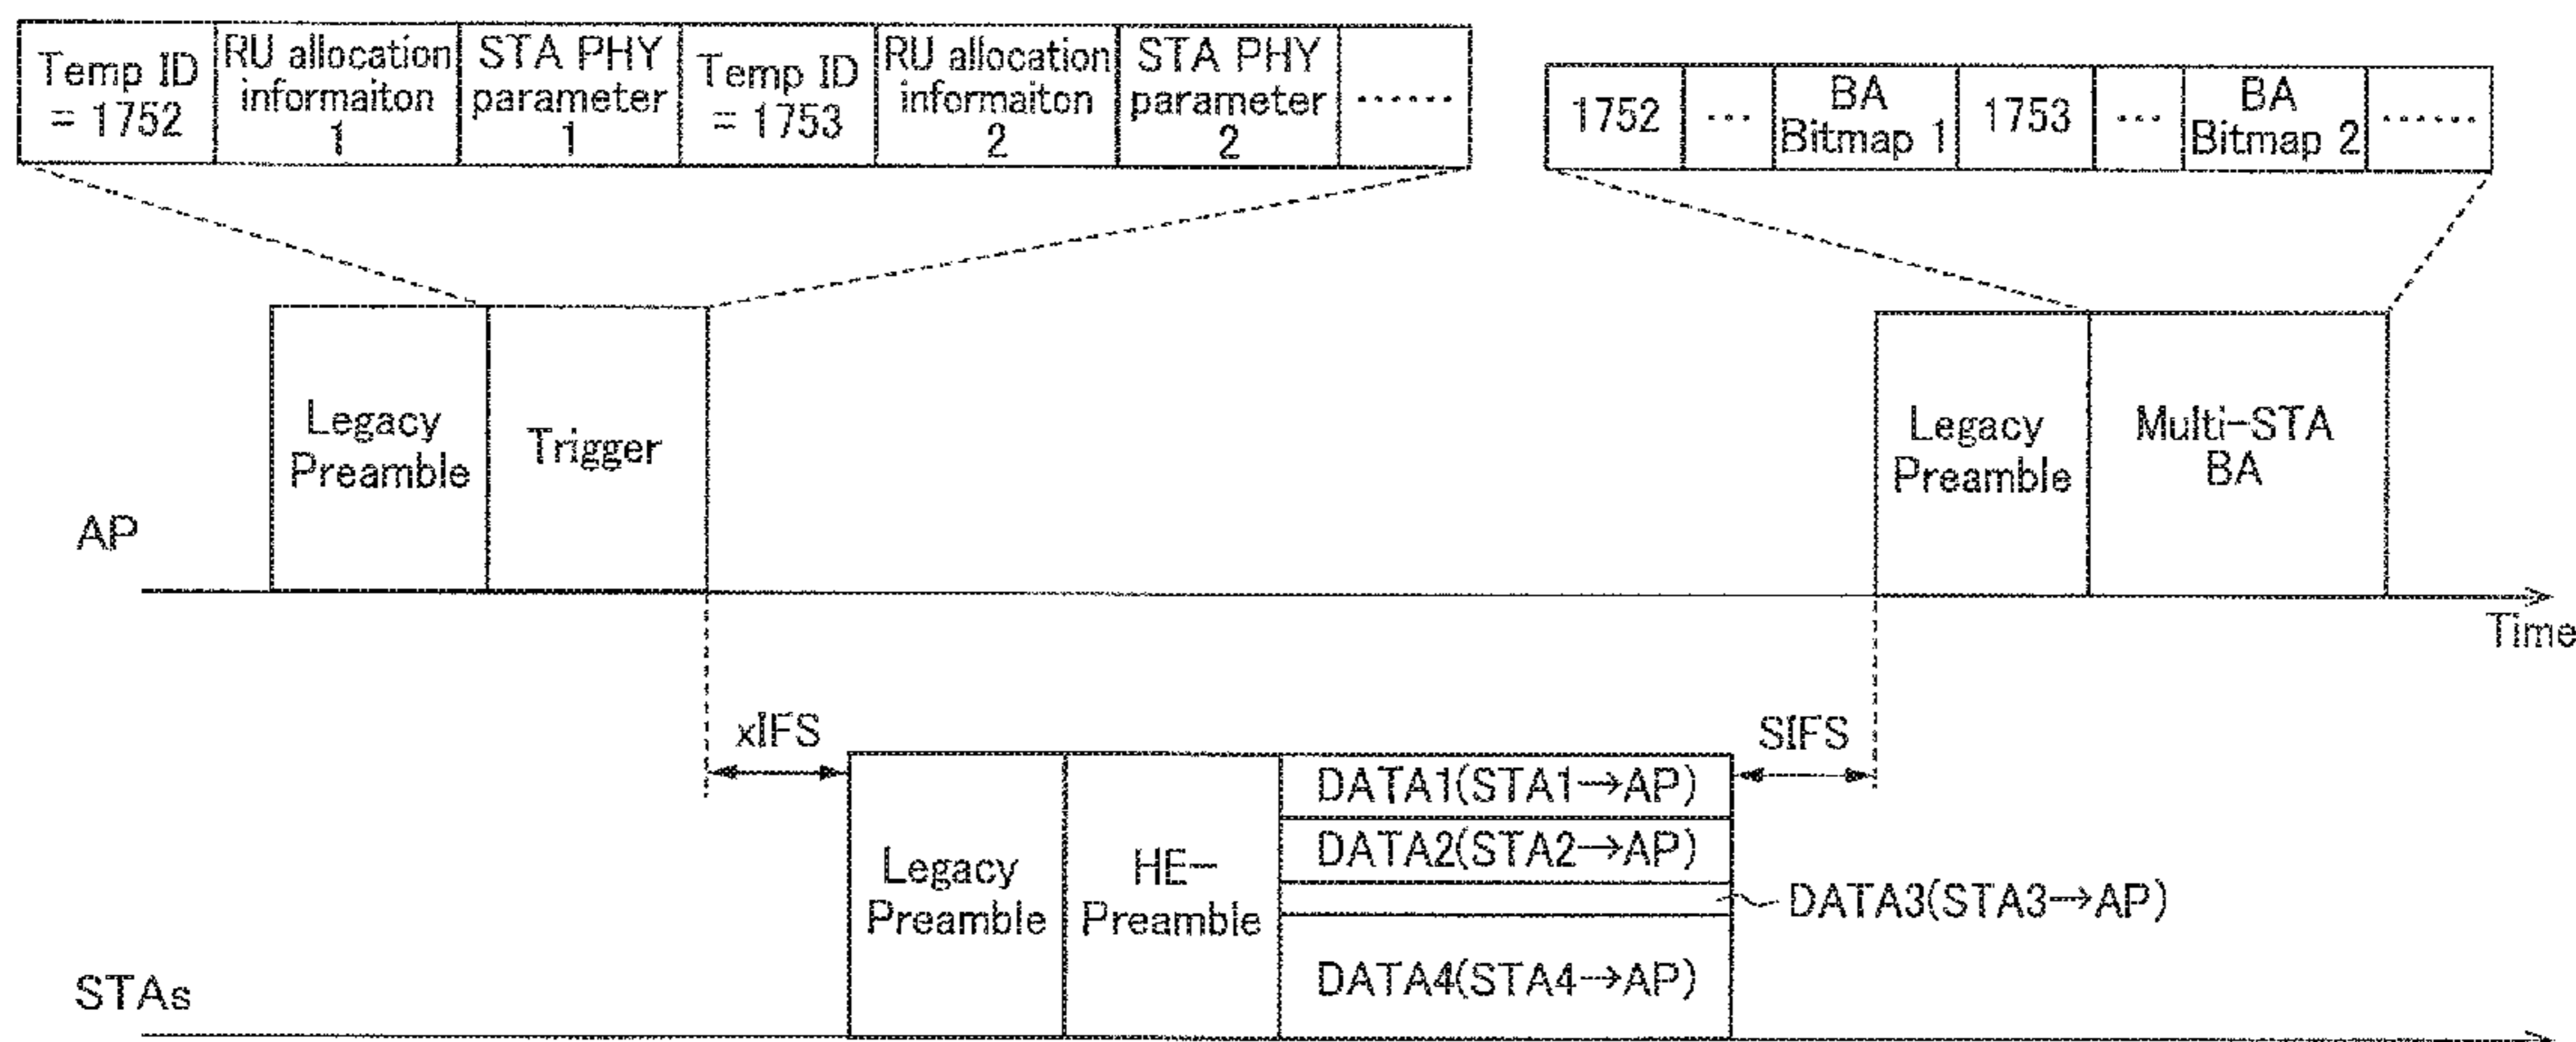 Temp ID
= 1752
RU allocation
informaiton
1
STA PHY
parameter
1
Temp ID
= 1753
RU allocation
informaiton
2
STA PHY
parameter
2
......
1752
...
BA
Bitmap 1
1753
...
BA
Bitmap 2
......
Legacy
Preamble
Trigger
Legacy
Preamble
Multi-STA
BA
AP
Time
xIFS
SIFS
Legacy
Preamble
HE-
Preamble
DATA1(STA1→AP)
DATA2(STA2→AP)
DATA3(STA3→AP)
DATA4(STA4→AP)
STAs